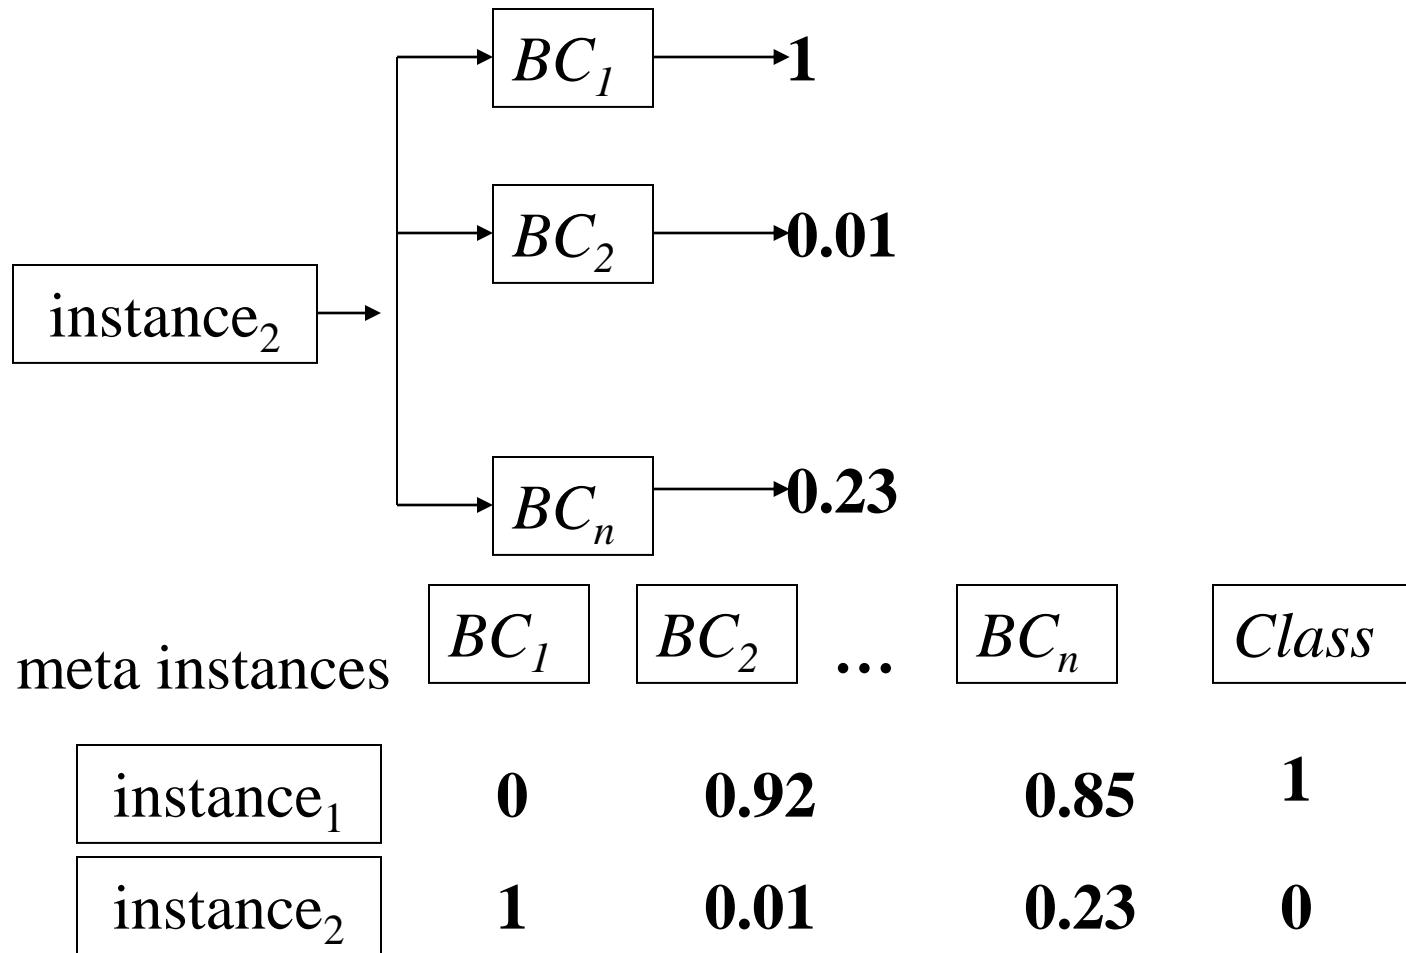 BC1 1
BC2 0.01
instance2
BCn 0.23
meta instances BC1 BC2 ... BCn Class
instance1 0 0.92 0.85 1
instance2 1 0.01 0.23 0